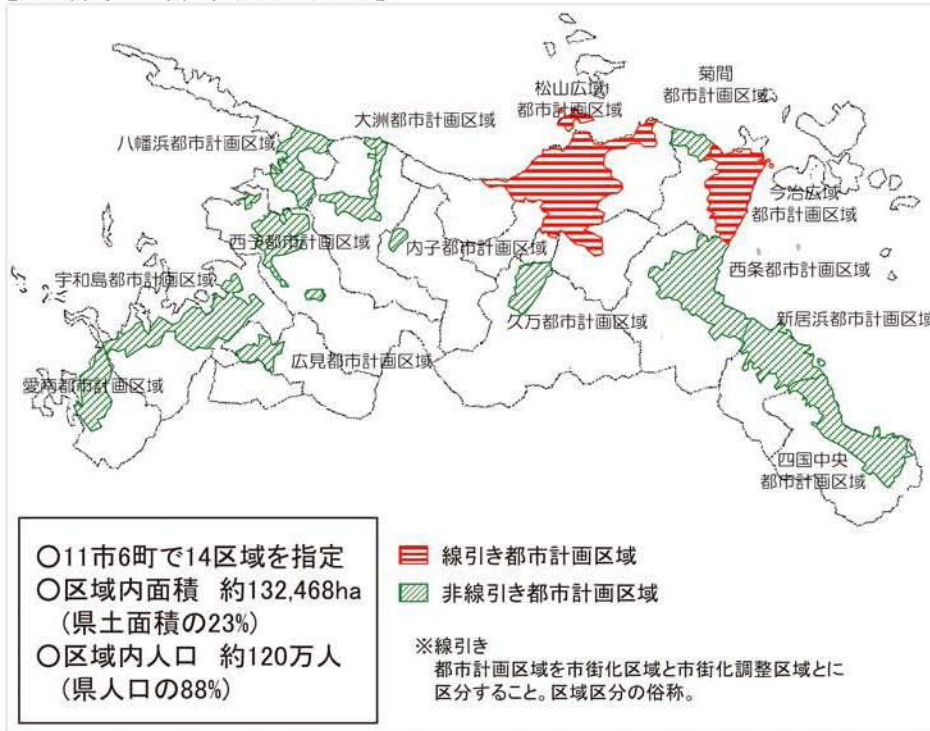 松山広域
都市計画区域
菊間
都市計画区域
大洲都市計画区域
八幡浜都市計画区域
今治広域
都市計画区域
西予都市計画区域
内子都市計画区域
西条都市計画区域
宇和島都市計画区域
久万都市計画区域
新居浜都市計画区域
広見都市計画区域
愛南都市計画区域
四国中央
都市計画区域
○11市6町で14区域を指定
○区域内面積 約132,468ha
(県土面積の23%)
○区域内人口 約120万人
(県人口の88%)
線引き都市計画区域
非線引き都市計画区域
※線引き
都市計画区域を市街化区域と市街化調整区域とに
区分すること。区域区分の俗称。